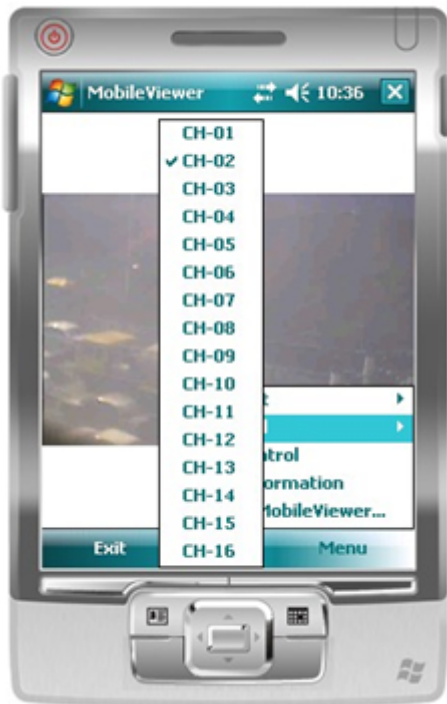 MobileViewer 10:36
CH-01
CH-02
CH-03
CH-04
CH-05
CH-06
CH-07
CH-08
CH-09
CH-10
CH-11
CH-12
CH-13
CH-14
CH-15
CH-16
trol
ormation
MobileViewer...
Exit Menu